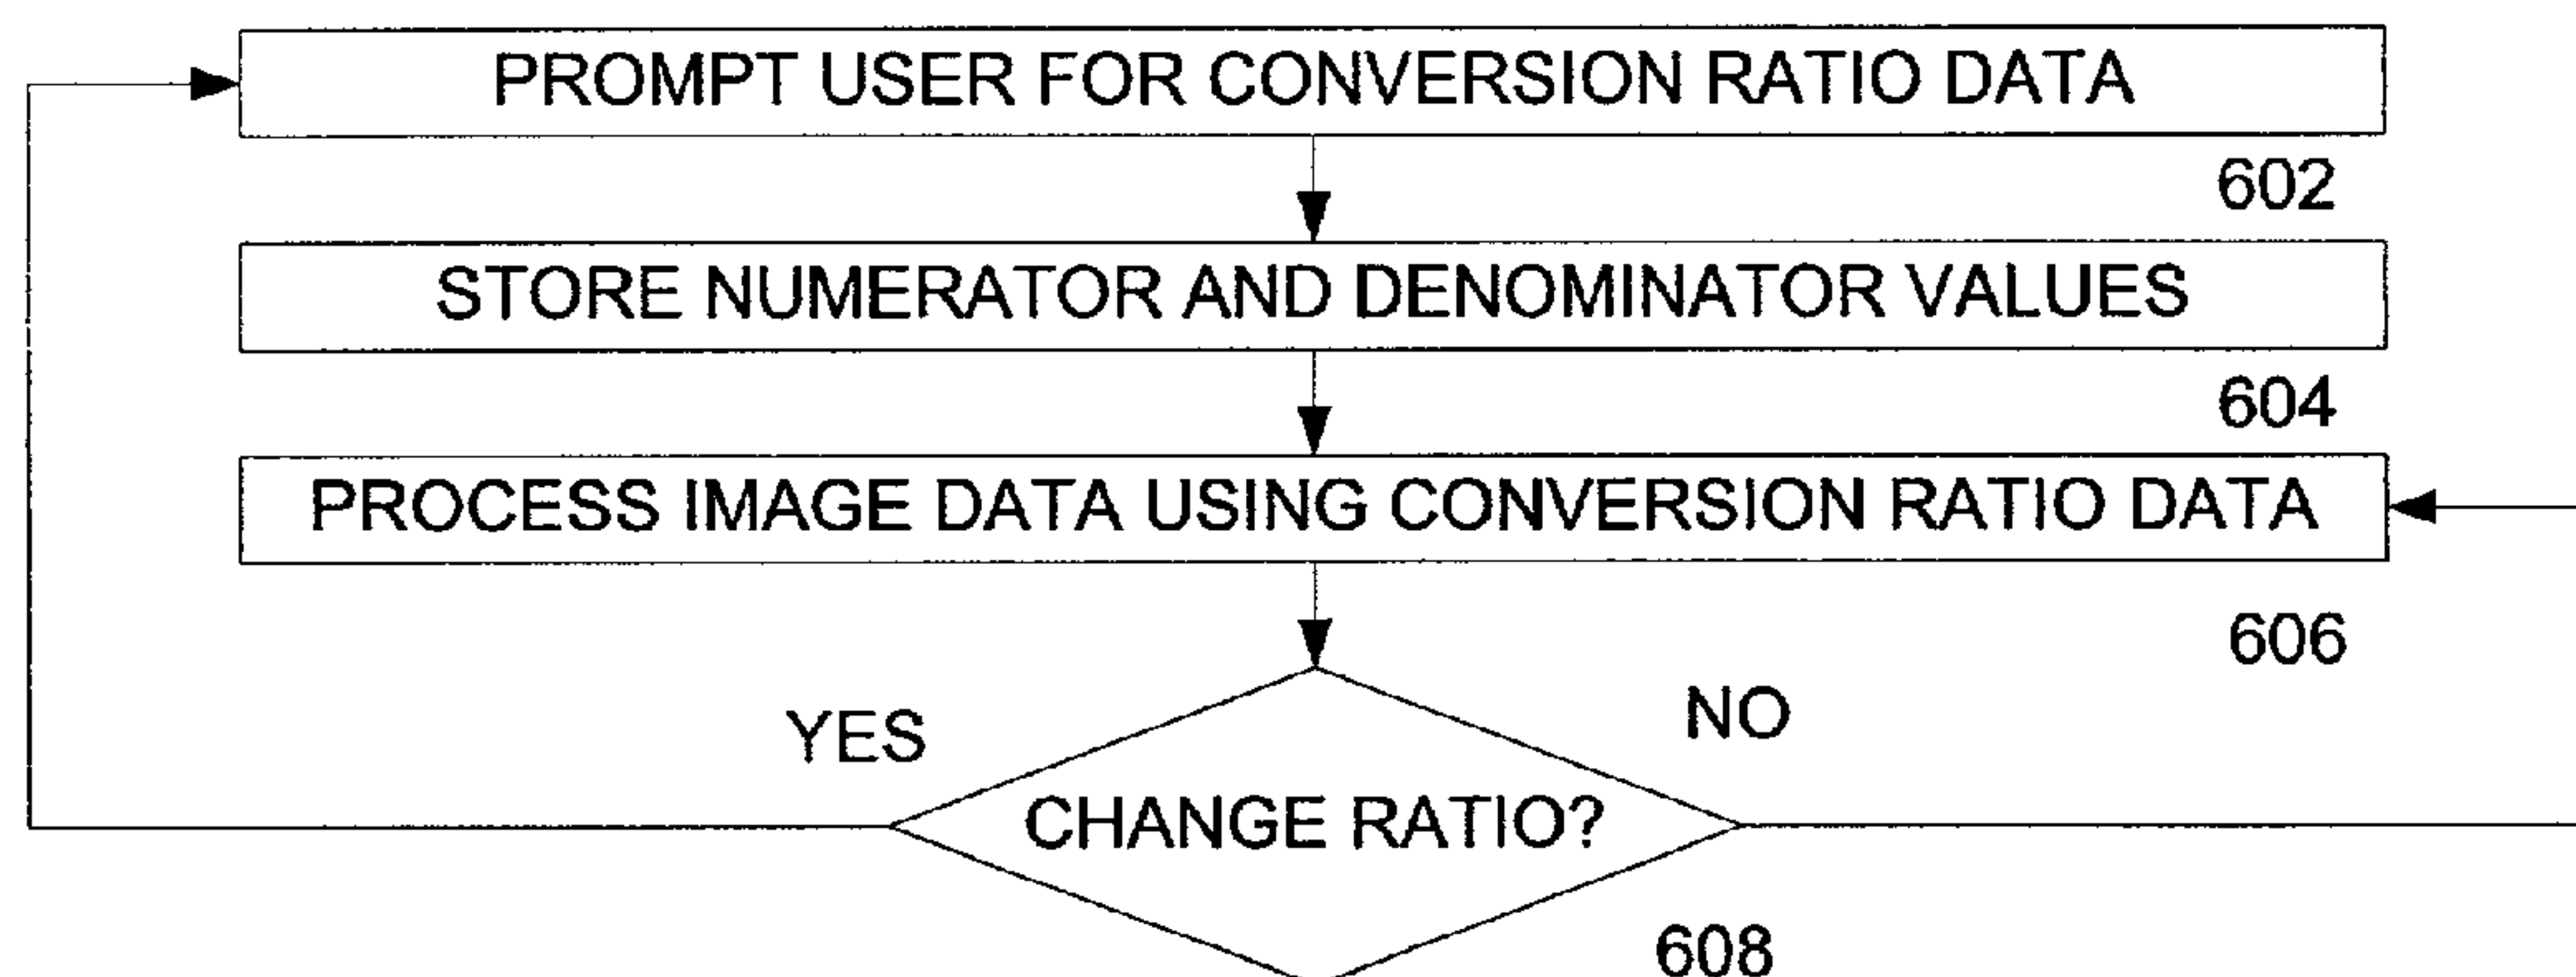 PROMPT USER FOR CONVERSION RATIO DATA
602
STORE NUMERATOR AND DENOMINATOR VALUES
604
PROCESS IMAGE DATA USING CONVERSION RATIO DATA
606
YES
NO
CHANGE RATIO?
608